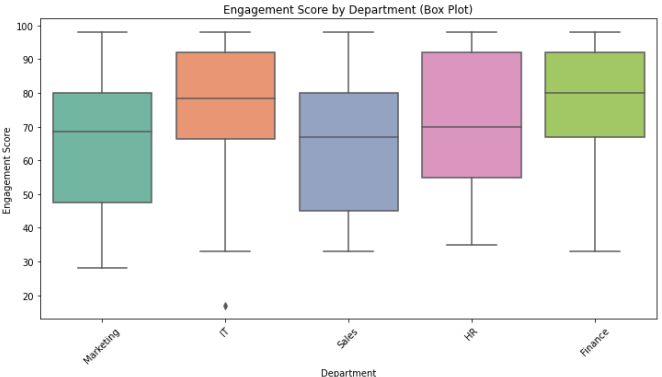 Engagement Score by Department (Box Plot)
100
90
80
70
60
50
40
30
20
Engagement Score
Marketing
IT
Sales
HR
Finance
Department